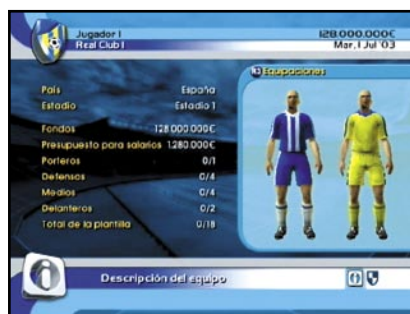 Jugador 1
128.000.000€
Real Club 1
Mar, 1 Jul '03
Equipaciones
País España
Estadio Estadio 1
Fondos 128.000.000€
Presupuesto para salarios 1.280.000€
Porteros 0/1
Defensas 0/4
Medios 0/4
Delanteros 0/2
Total de la plantilla 0/18
Descripción del equipo